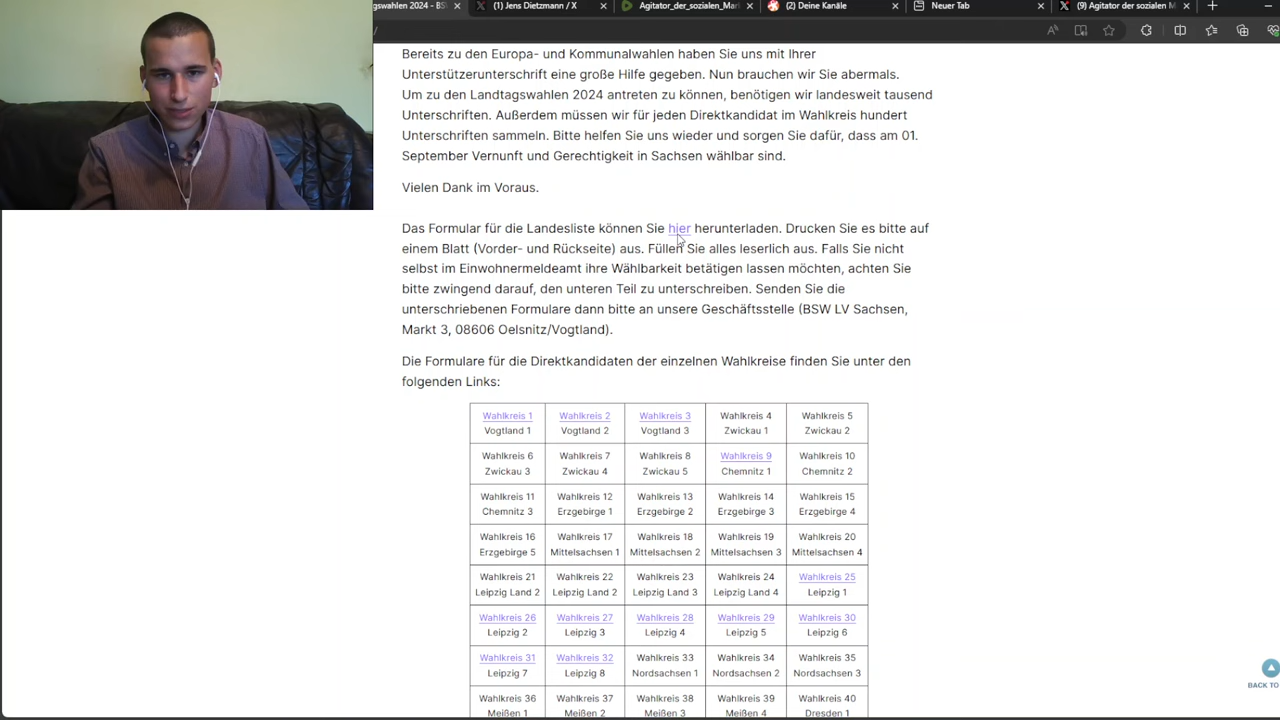 agswahlen 2024 - BSW
(1) Jens Dietzmann / X
Agitator_der_sozialen_Mar
(2) Deine Kanäle
Neuer Tab
(9) Agitator der sozialen M
Bereits zu den Europa- und Kommunalwahlen haben Sie uns mit Ihrer
Unterstützerunterschrift eine große Hilfe gegeben. Nun brauchen wir Sie abermals.
Um zu den Landtagswahlen 2024 antreten zu können, benötigen wir landesweit tausend
Unterschriften. Außerdem müssen wir für jeden Direktkandidat im Wahlkreis hundert
Unterschriften sammeln. Bitte helfen Sie uns wieder und sorgen Sie dafür, dass am 01.
September Vernunft und Gerechtigkeit in Sachsen wählbar sind.
Vielen Dank im Voraus.
Das Formular für die Landesliste können Sie hier herunterladen. Drucken Sie es bitte auf
einem Blatt (Vorder- und Rückseite) aus. Füllen Sie alles leserlich aus. Falls Sie nicht
selbst im Einwohnermeldeamt ihre Wählbarkeit betätigen lassen möchten, achten Sie
bitte zwingend darauf, den unteren Teil zu unterschreiben. Senden Sie die
unterschriebenen Formulare dann bitte an unsere Geschäftsstelle (BSW LV Sachsen,
Markt 3, 08606 Oelsnitz/Vogtland).
Die Formulare für die Direktkandidaten der einzelnen Wahlkreise finden Sie unter den
folgenden Links:
Wahlkreis 1 Wahlkreis 2 Wahlkreis 3 Wahlkreis 4 Wahlkreis 5
Vogtland 1 Vogtland 2 Vogtland 3 Zwickau 1 Zwickau 2
Wahlkreis 6 Wahlkreis 7 Wahlkreis 8 Wahlkreis 9 Wahlkreis 10
Zwickau 3 Zwickau 4 Zwickau 5 Chemnitz 1 Chemnitz 2
Wahlkreis 11 Wahlkreis 12 Wahlkreis 13 Wahlkreis 14 Wahlkreis 15
Chemnitz 3 Erzgebirge 1 Erzgebirge 2 Erzgebirge 3 Erzgebirge 4
Wahlkreis 16 Wahlkreis 17 Wahlkreis 18 Wahlkreis 19 Wahlkreis 20
Erzgebirge 5 Mittelsachsen 1 Mittelsachsen 2 Mittelsachsen 3 Mittelsachsen 4
Wahlkreis 21 Wahlkreis 22 Wahlkreis 23 Wahlkreis 24 Wahlkreis 25
Leipzig Land 2 Leipzig Land 2 Leipzig Land 3 Leipzig Land 4 Leipzig 1
Wahlkreis 26 Wahlkreis 27 Wahlkreis 28 Wahlkreis 29 Wahlkreis 30
Leipzig 2 Leipzig 3 Leipzig 4 Leipzig 5 Leipzig 6
Wahlkreis 31 Wahlkreis 32 Wahlkreis 33 Wahlkreis 34 Wahlkreis 35
Leipzig 7 Leipzig 8 Nordsachsen 1 Nordsachsen 2 Nordsachsen 3
Wahlkreis 36 Wahlkreis 37 Wahlkreis 38 Wahlkreis 39 Wahlkreis 40
Meißen 1 Meißen 2 Meißen 3 Meißen 4 Dresden 1
BACK TO